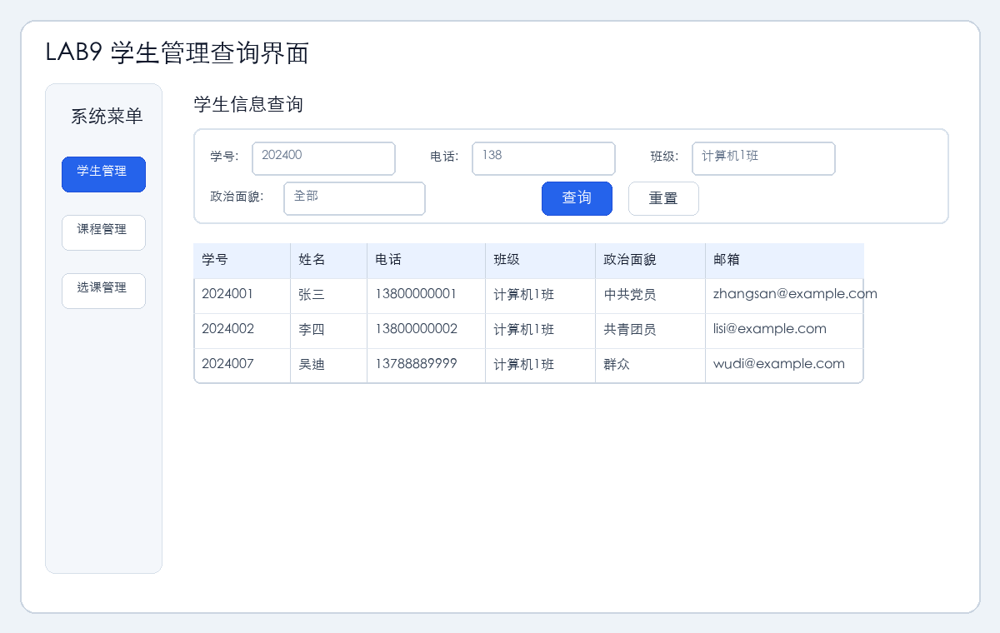 LAB9 学生管理查询界面
系统菜单
学生管理
课程管理
选课管理
学生信息查询
学号: 202400 电话: 138 班级: 计算机1班
政治面貌: 全部 查询 重置
学号 姓名 电话 班级 政治面貌 邮箱
2024001 张三 13800000001 计算机1班 中共党员 zhangsan@example.com
2024002 李四 13800000002 计算机1班 共青团员 lisi@example.com
2024007 吴迪 13788889999 计算机1班 群众 wudi@example.com